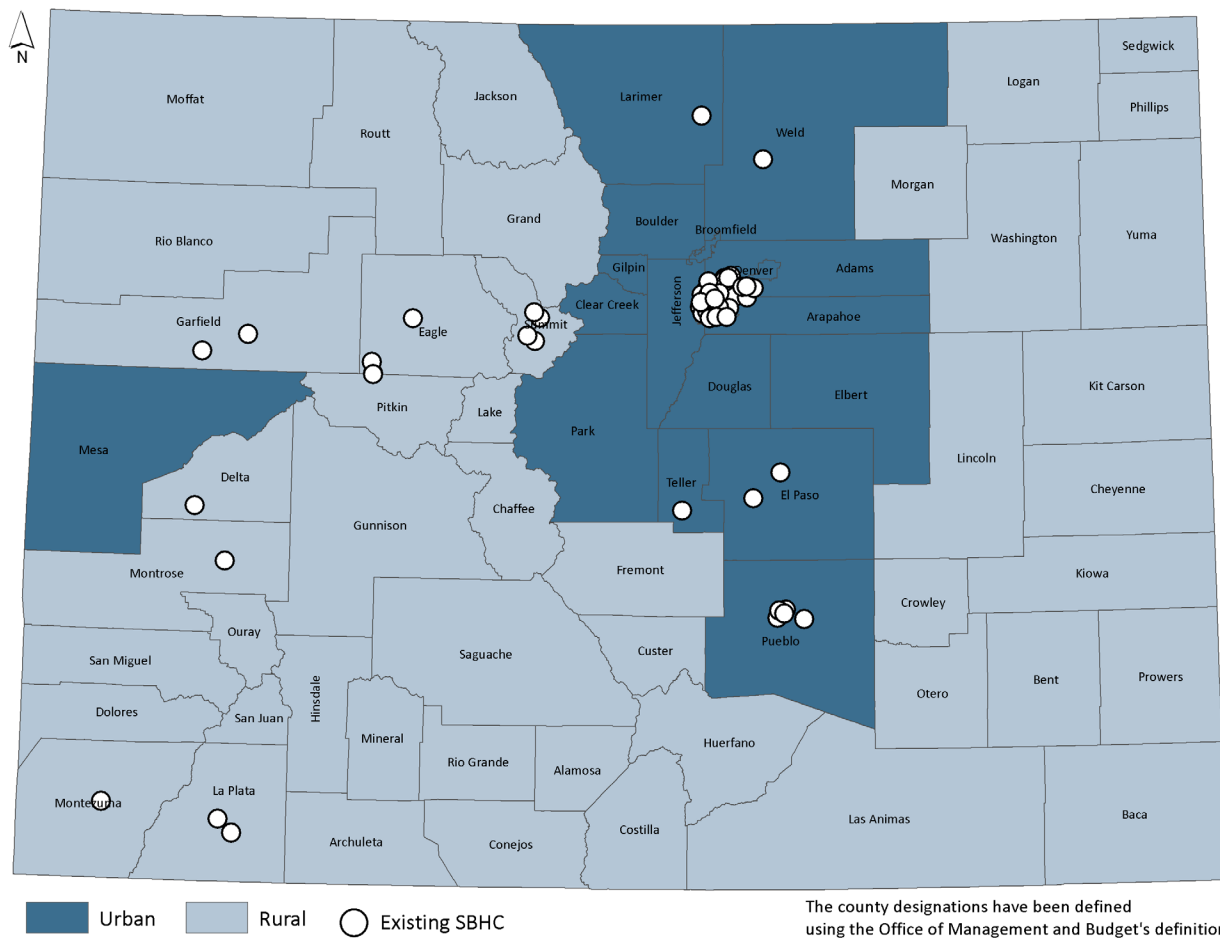 N
Sedgwick
Logan
Moffat
Jackson
Larimer
Phillips
Routt
Weld
Morgan
Grand
Boulder
Broomfield
Washington
Yuma
Rio Blanco
Gilpin
Denver
Adams
Clear Creek
Jefferson
Arapahoe
Garfield
Eagle
Summit
Douglas
Elbert
Kit Carson
Pitkin
Lake
Park
Mesa
Lincoln
Delta
Teller
El Paso
Cheyenne
Chaffee
Gunnison
Montrose
Fremont
Kiowa
Crowley
Ouray
Pueblo
Custer
Saguache
San Miguel
Bent
Prowers
Otero
Hinsdale
Dolores
San Juan
Mineral
Huerfano
Rio Grande
Alamosa
La Plata
Montezuma
Las Animas
Baca
Costilla
Archuleta
Conejos
Urban
Rural
Existing SBHC
The county designations have been defined
using the Office of Management and Budget's definition